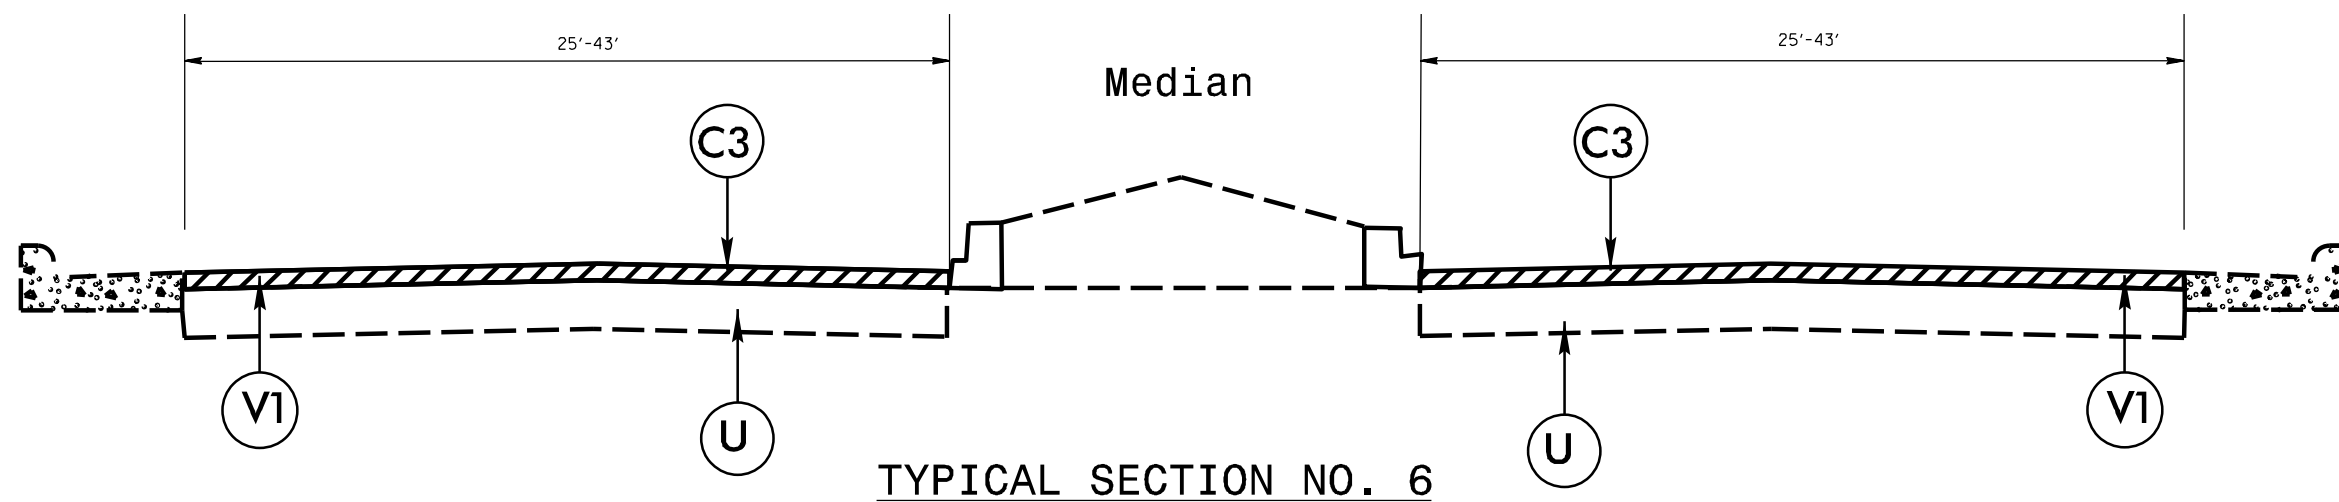 25'-43'
25'-43'
Median
C3
C3
V1
U
U
V1
TYPICAL SECTION NO. 6